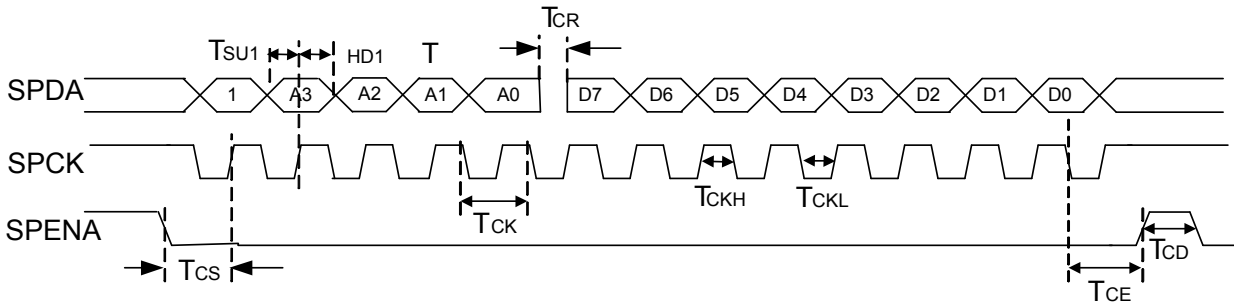 TCR
TSU1 HD1 T
SPDA 1 A3 A2 A1 A0 D7 D6 D5 D4 D3 D2 D1 D0
SPCK
TCKH TCKL
TCK
SPENA
TCS TCD
TCE